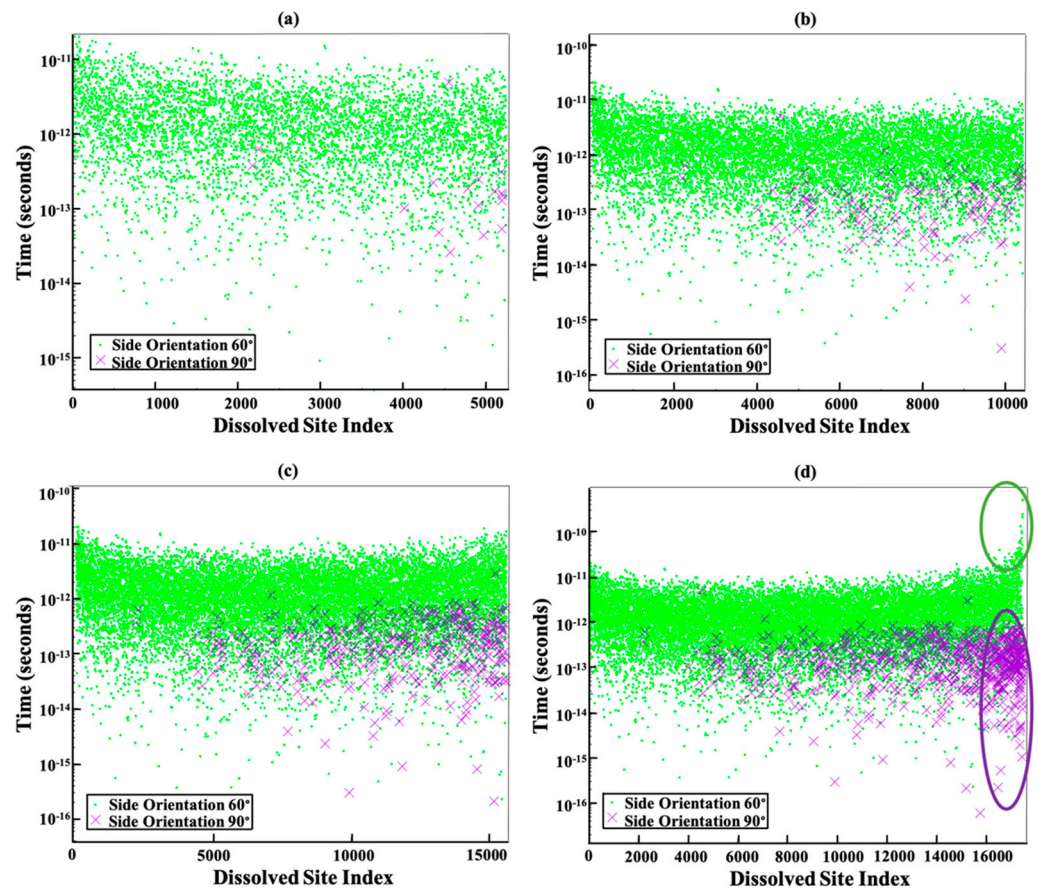 (a)
10⁻¹¹
10⁻¹²
10⁻¹³
10⁻¹⁴
10⁻¹⁵
Time (seconds)
Side Orientation 60°
Side Orientation 90°
0 1000 2000 3000 4000 5000
Dissolved Site Index
(b)
10⁻¹⁰
10⁻¹¹
10⁻¹²
10⁻¹³
10⁻¹⁴
10⁻¹⁵
10⁻¹⁶
Time (seconds)
Side Orientation 60°
Side Orientation 90°
0 2000 4000 6000 8000 10000
Dissolved Site Index
(c)
10⁻¹⁰
10⁻¹¹
10⁻¹²
10⁻¹³
10⁻¹⁴
10⁻¹⁵
10⁻¹⁶
Time (seconds)
Side Orientation 60°
Side Orientation 90°
0 5000 10000 15000
Dissolved Site Index
(d)
10⁻¹⁰
10⁻¹¹
10⁻¹²
10⁻¹³
10⁻¹⁴
10⁻¹⁵
10⁻¹⁶
Time (seconds)
Side Orientation 60°
Side Orientation 90°
0 2000 4000 6000 8000 10000 12000 14000 16000
Dissolved Site Index